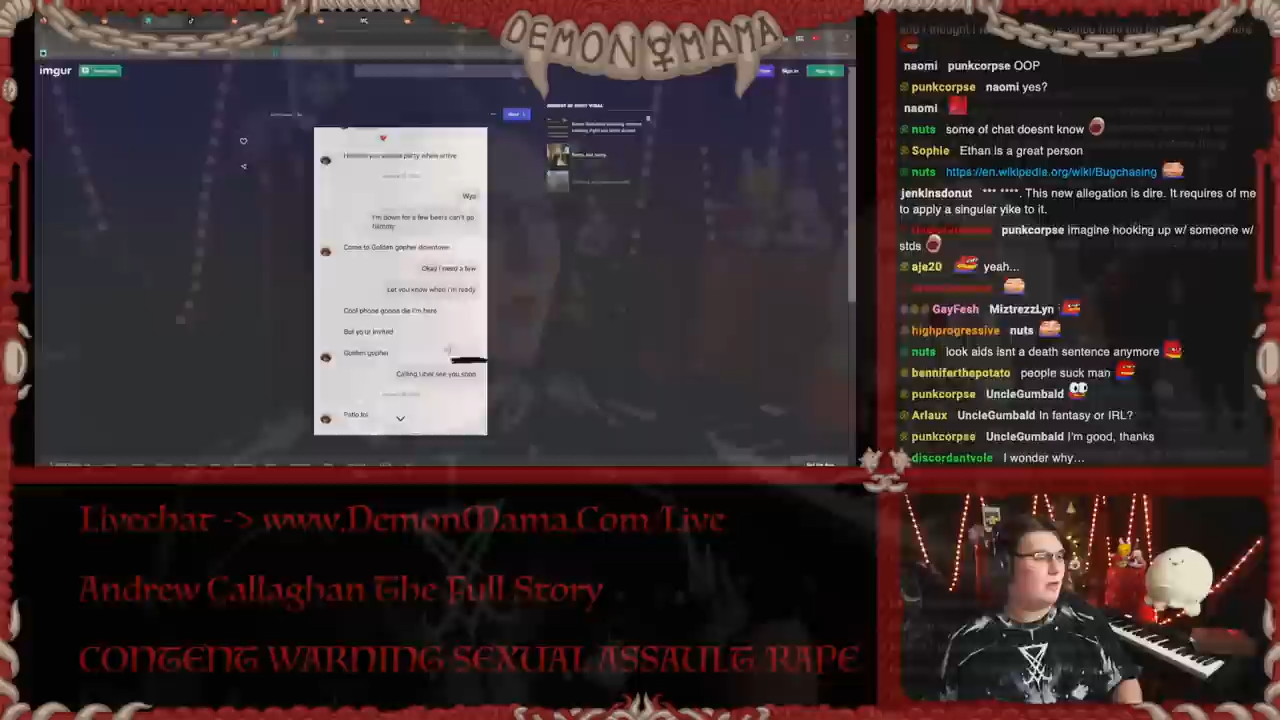 DEMON MAMA
imgur
Sign in
naomi punkcorpse OOP
punkcorpse naomi yes?
naomi
nuts some of chat doesnt know
Sophie Ethan is a great person
nuts https://en.wikipedia.org/wiki/Bugchasing
jenkinsdonut *** **** This new allegation is dire. It requires of me
to apply a singular yike to it.
punkcorpse imagine hooking up w/ someone w/
stds
aje20 yeah...
GayFesh MiztrezzLyn
highprogressive nuts
nuts look aids isnt a death sentence anymore
benniferthepotato people suck man
punkcorpse UncleGumbald
Arlaux UncleGumbald In fantasy or IRL?
punkcorpse UncleGumbald I'm good, thanks
discordantvole I wonder why...
party where
Wya
I'm down for a few beers can't go
hammy
Come to Golden gopher downtown
Okay I need a few
Let you know when I'm ready
Cool phone gonna die I'm here
But your invited
Golden gopher
Calling Uber see you soon
Patio
Livechat -> www.DemonMama.Com/Live
Andrew Callaghan The Full Story
CONTENT WARNING SEXUAL ASSAULT RAPE